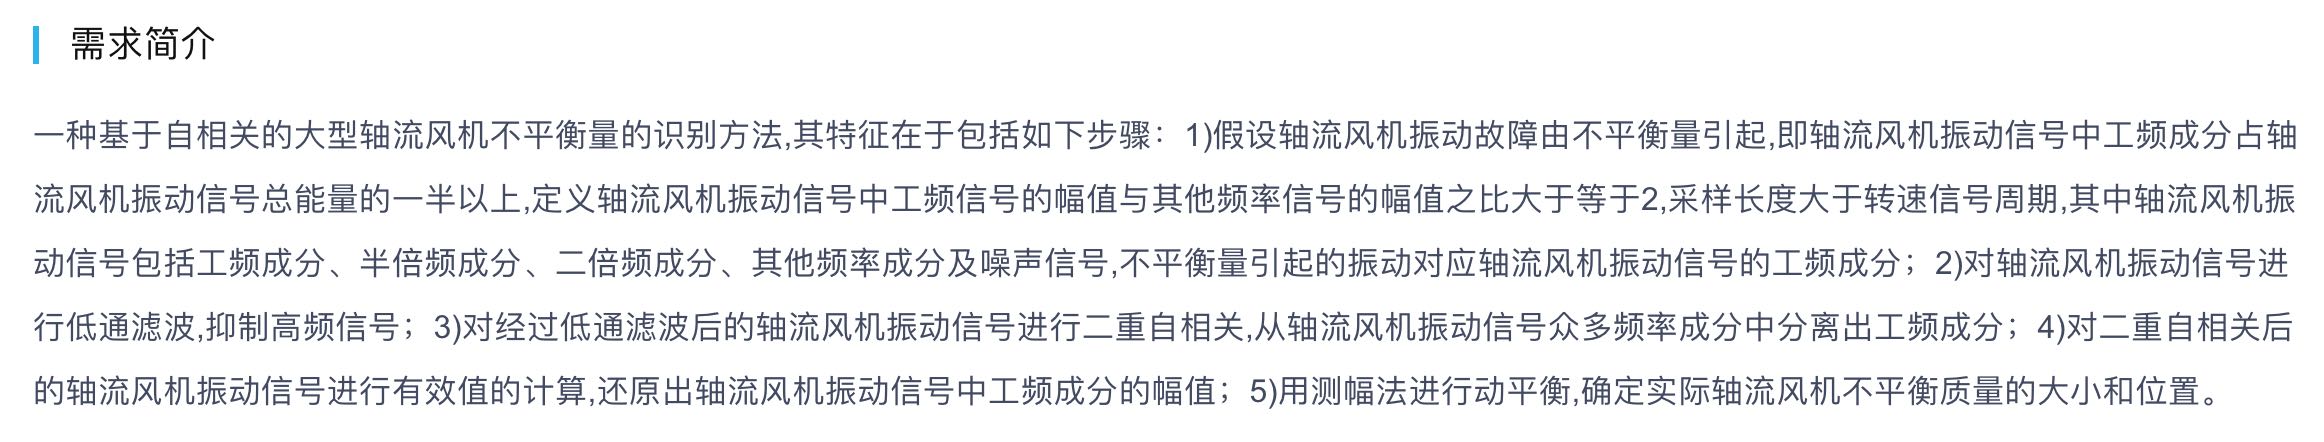 需求简介
一种基于自相关的大型轴流风机不平衡量的识别方法,其特征在于包括如下步骤：1)假设轴流风机振动故障由不平衡量引起,即轴流风机振动信号中工频成分占轴
流风机振动信号总能量的一半以上,定义轴流风机振动信号中工频信号的幅值与其他频率信号的幅值之比大于等于2,采样长度大于转速信号周期,其中轴流风机振
动信号包括工频成分、半倍频成分、二倍频成分、其他频率成分及噪声信号,不平衡量引起的振动对应轴流风机振动信号的工频成分；2)对轴流风机振动信号进
行低通滤波,抑制高频信号；3)对经过低通滤波后的轴流风机振动信号进行二重自相关,从轴流风机振动信号众多频率成分中分离出工频成分；4)对二重自相关后
的轴流风机振动信号进行有效值的计算,还原出轴流风机振动信号中工频成分的幅值；5)用测幅法进行动平衡,确定实际轴流风机不平衡质量的大小和位置。